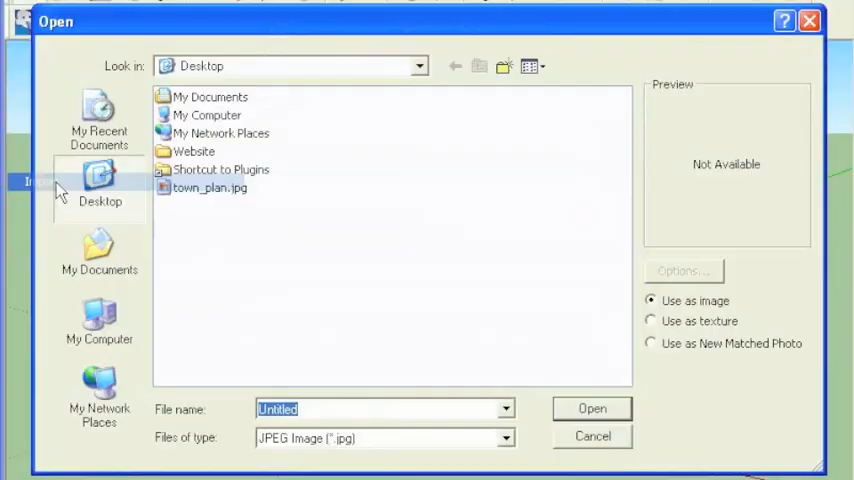 Open
Look in:
Desktop
My Recent
Documents
Desktop
My Documents
My Computer
My Network
Places
My Documents
My Computer
My Network Places
Website
Shortcut to Plugins
town_plan.jpg
Preview
Not Available
Options...
Use as image
Use as texture
Use as New Matched Photo
File name:
Untitled
Open
Files of type:
JPEG Image (*.jpg)
Cancel